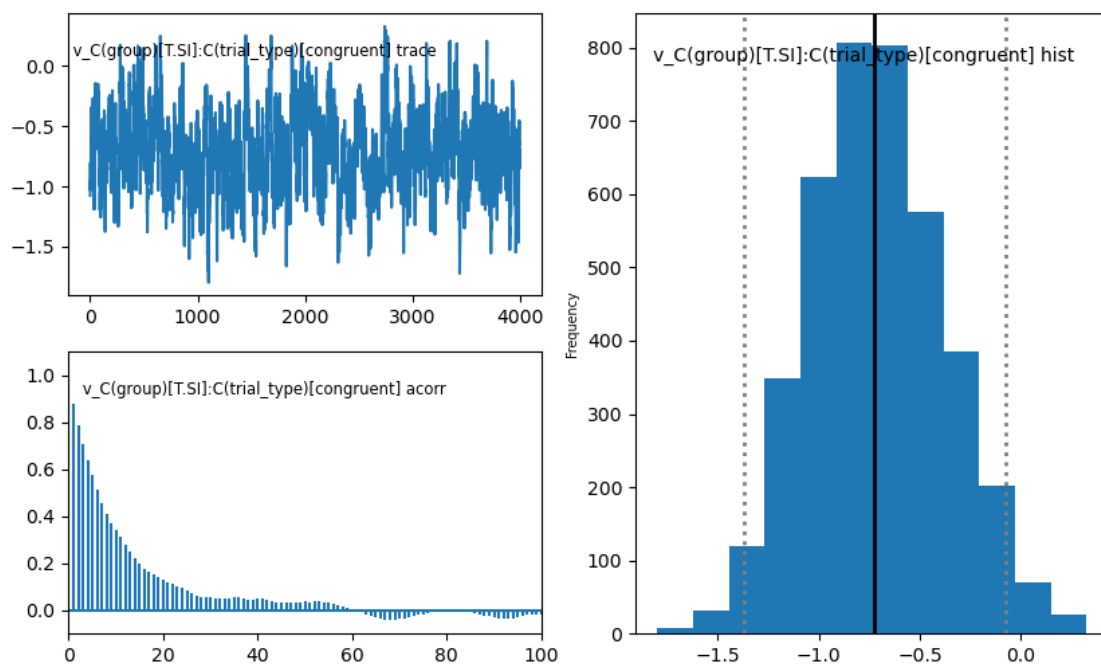 v_C(group)[T.SI]:C(trial_type)[congruent] trace
0.0
−0.5
−1.0
−1.5
0 1000 2000 3000 4000
v_C(group)[T.SI]:C(trial_type)[congruent] acorr
1.0
0.8
0.6
0.4
0.2
0.0
0 20 40 60 80 100
v_C(group)[T.SI]:C(trial_type)[congruent] hist
Frequency
800
700
600
500
400
300
200
100
0
−1.5 −1.0 −0.5 0.0